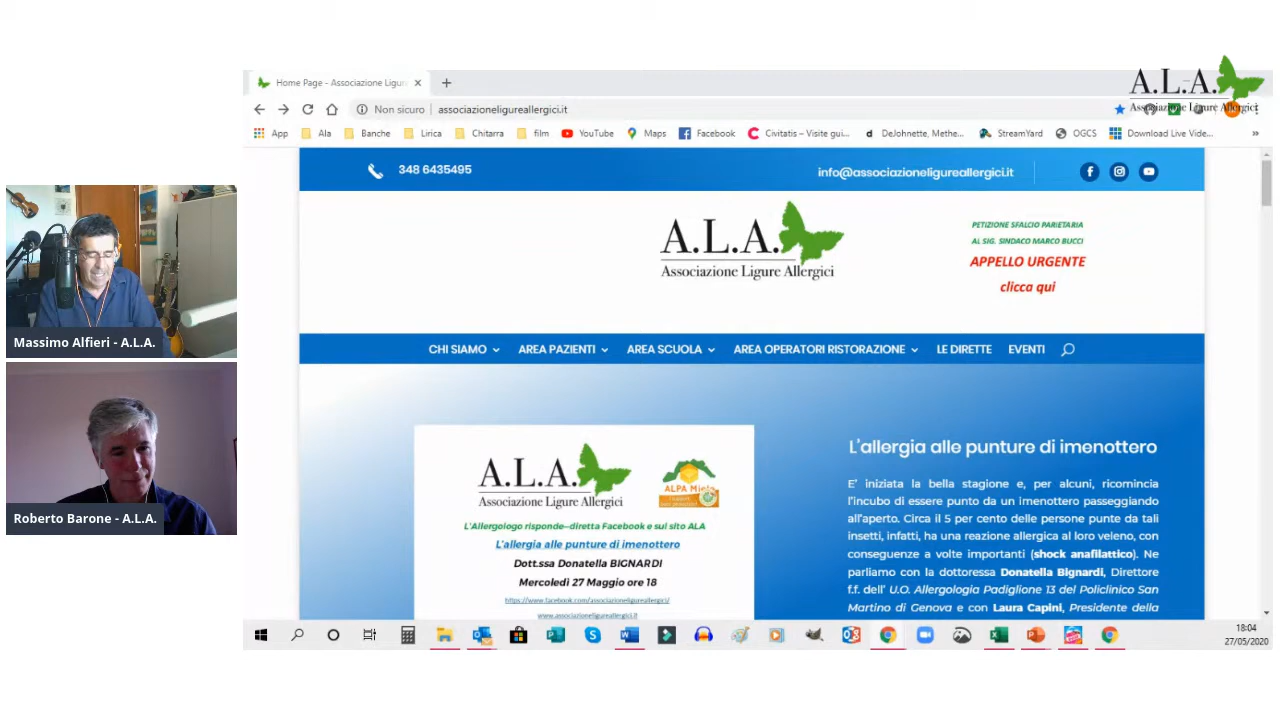 Home Page - Associazione Ligur
Non sicuro
associazioneligureallergici.it
A.L.A.
Associazione Ligure Allergici
App
Ala
Banche
Lirica
Chitarra
film
YouTube
Maps
Facebook
Civitatis – Visite gui...
DeJohnette, Methe...
StreamYard
OGCS
Download Live Vide...
348 6435495
info@associazioneligureallergici.it
A.L.A.
Associazione Ligure Allergici
PETIZIONE SFALCIO PARIETARIA
AL SIG. SINDACO MARCO BUCCI
APPELLO URGENTE
clicca qui
CHI SIAMO
AREA PAZIENTI
AREA SCUOLA
AREA OPERATORI RISTORAZIONE
LE DIRETTE
EVENTI
Massimo Alfieri - A.L.A.
Roberto Barone - A.L.A.
A.L.A.
Associazione Ligure Allergici
ALPA Miele
L'Allergologo risponde–diretta Facebook e sul sito ALA
L'allergia alle punture di imenottero
Dott.ssa Donatella BIGNARDI
Mercoledì 27 Maggio ore 18
https://www.facebook.com/associazioneligureallergici/
www.associazioneligureallergici.it
L'allergia alle punture di imenottero
E' iniziata la bella stagione e, per alcuni, ricomincia
l'incubo di essere punto da un imenottero passeggiando
all'aperto. Circa il 5 per cento delle persone punte da tali
insetti, infatti, ha una reazione allergica al loro veleno, con
conseguenze a volte importanti (shock anafilattico). Ne
parliamo con la dottoressa Donatella Bignardi, Direttore
f.f. dell' U.O. Allergologia Padiglione 13 del Policlinico San
Martino di Genova e con Laura Capini, Presidente della
18:04
27/05/2020